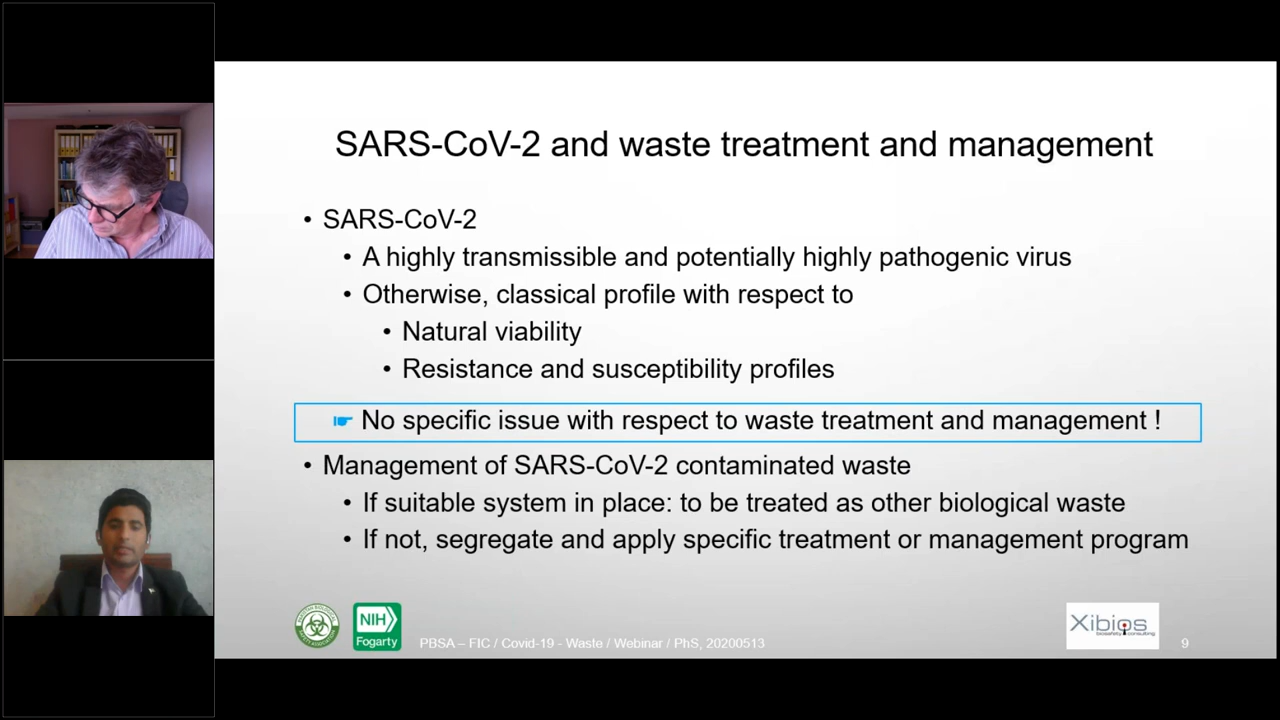 SARS-CoV-2 and waste treatment and management
• SARS-CoV-2
• A highly transmissible and potentially highly pathogenic virus
• Otherwise, classical profile with respect to
• Natural viability
• Resistance and susceptibility profiles
☛ No specific issue with respect to waste treatment and management !
• Management of SARS-CoV-2 contaminated waste
• If suitable system in place: to be treated as other biological waste
• If not, segregate and apply specific treatment or management program
NIH
Fogarty
PBSA – FIC / Covid-19 - Waste / Webinar / PhS, 20200513
Xibios
biosafety consulting
9